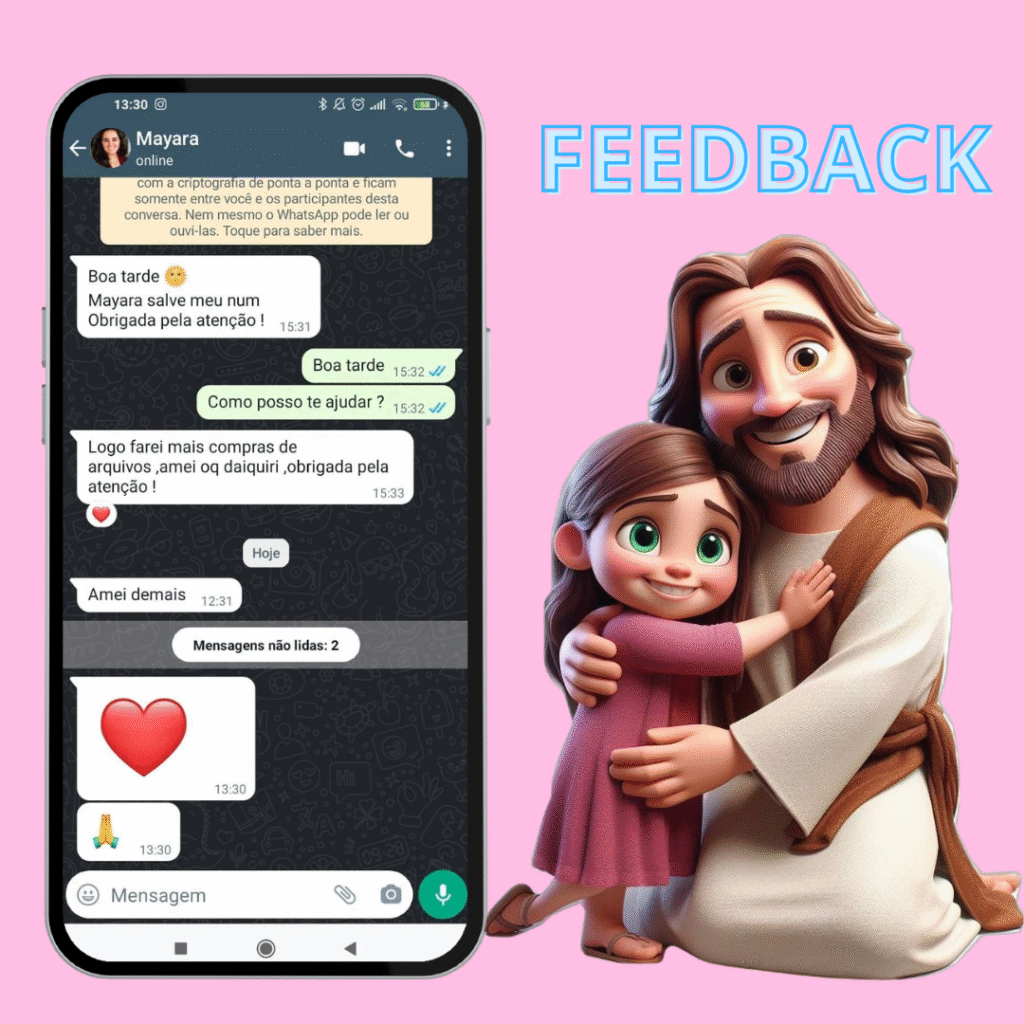 13:30
68
Mayara
online
FEEDBACK
com a criptografia de ponta a ponta e ficam
somente entre você e os participantes desta
conversa. Nem mesmo o WhatsApp pode ler ou
ouvi-las. Toque para saber mais.
Boa tarde 🌞
Mayara salve meu num
Obrigada pela atenção !
15:31
Boa tarde
15:32
Como posso te ajudar ?
15:32
Logo farei mais compras de
arquivos ,amei oq daiquiri ,obrigada pela
atenção !
15:33
❤️
Hoje
Amei demais
12:31
Mensagens não lidas: 2
❤️
13:30
🙏
13:30
Mensagem